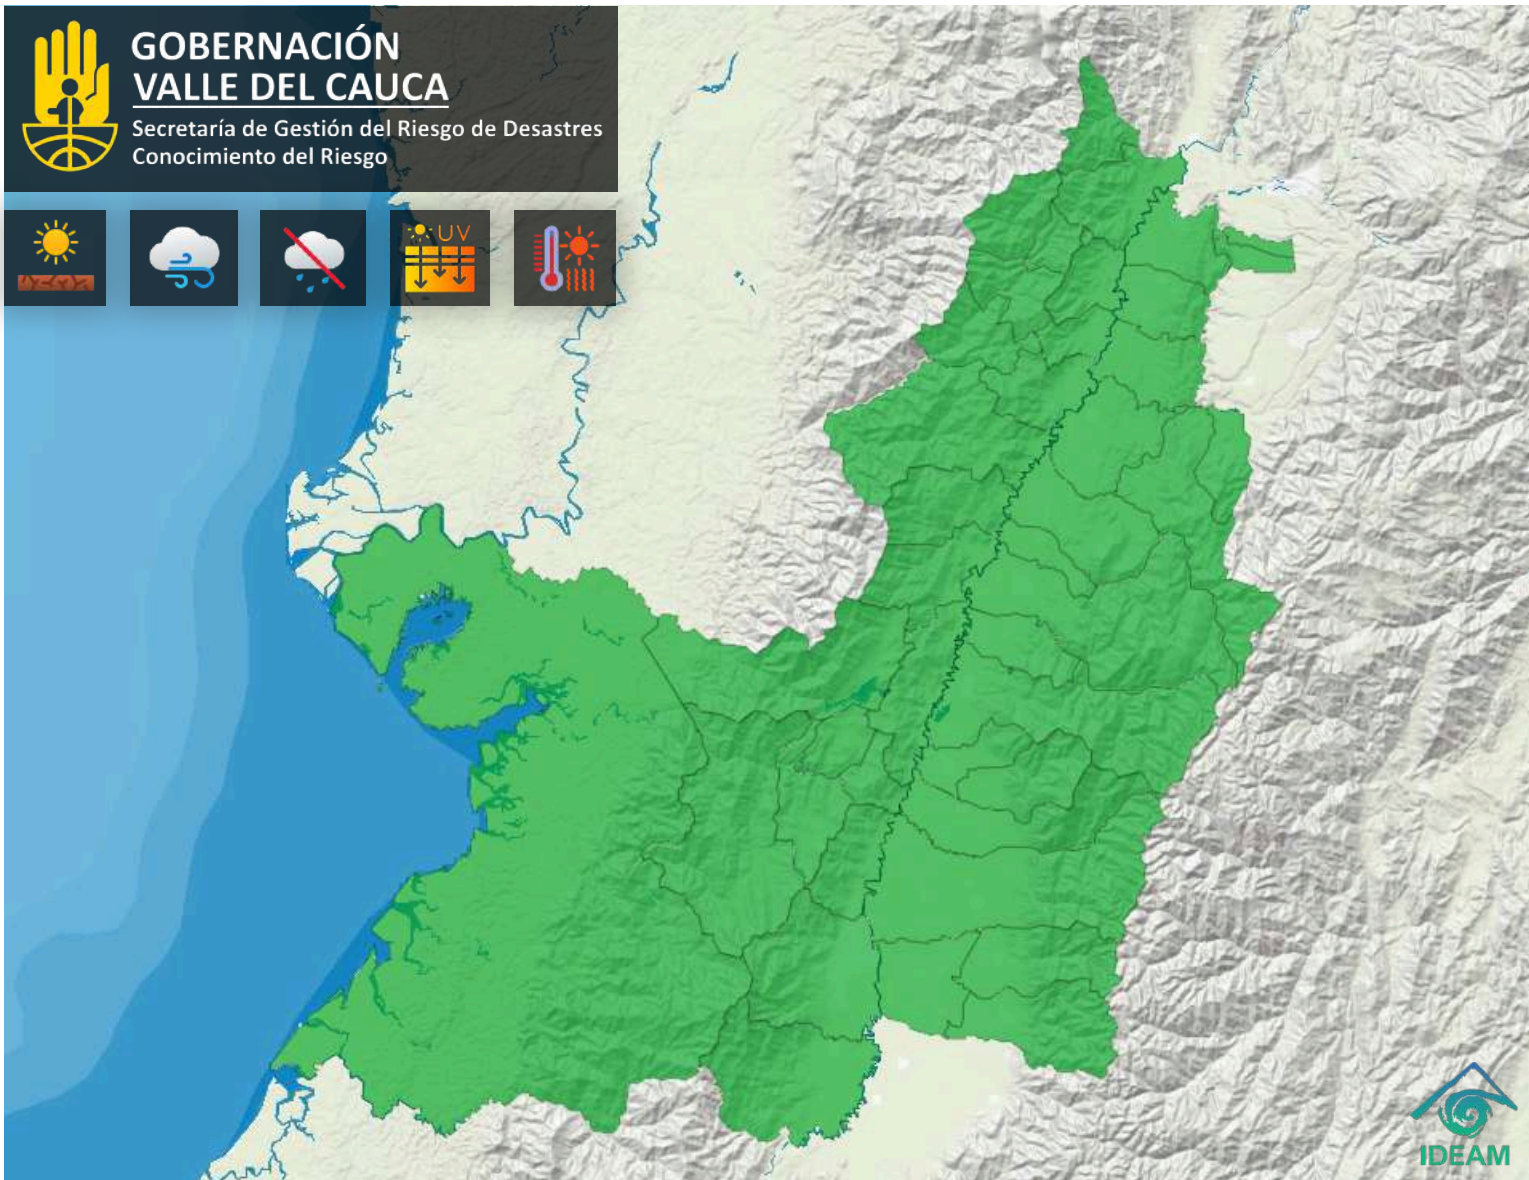 GOBERNACIÓN
VALLE DEL CAUCA
Secretaría de Gestión del Riesgo de Desastres
Conocimiento del Riesgo
UV
IDEAM